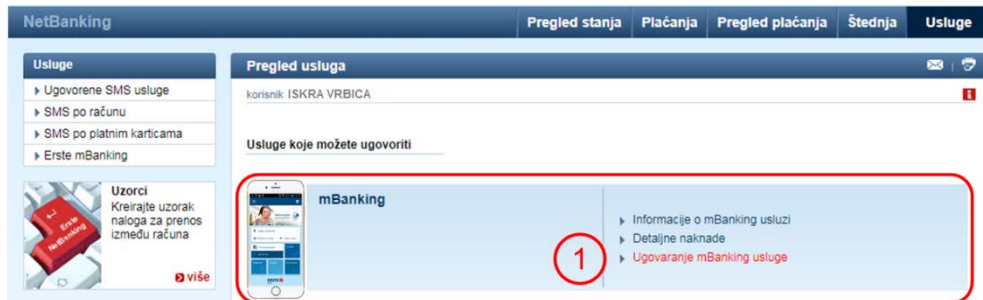 NetBanking
Pregled stanja
Plaćanja
Pregled plaćanja
Štednja
Usluge
Usluge
Ugovorene SMS usluge
SMS po računu
SMS po platnim karticama
Erste mBanking
Uzorci
Kreirajte uzorak
naloga za prenos
između računa
više
Erste
NetBanking
Pregled usluga
korisnik ISKRA VRBICA
Usluge koje možete ugovoriti
mBanking
Informacije o mBanking usluzi
Detaljne naknade
1
Ugovaranje mBanking usluge